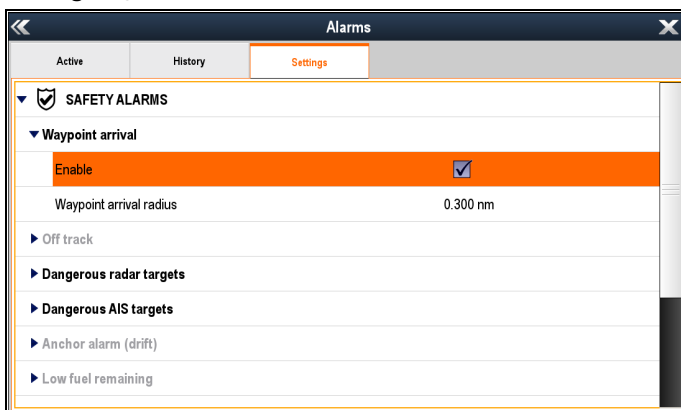 Alarms
Active History Settings
SAFETY ALARMS
Waypoint arrival
Enable
Waypoint arrival radius 0.300 nm
Off track
Dangerous radar targets
Dangerous AIS targets
Anchor alarm (drift)
Low fuel remaining